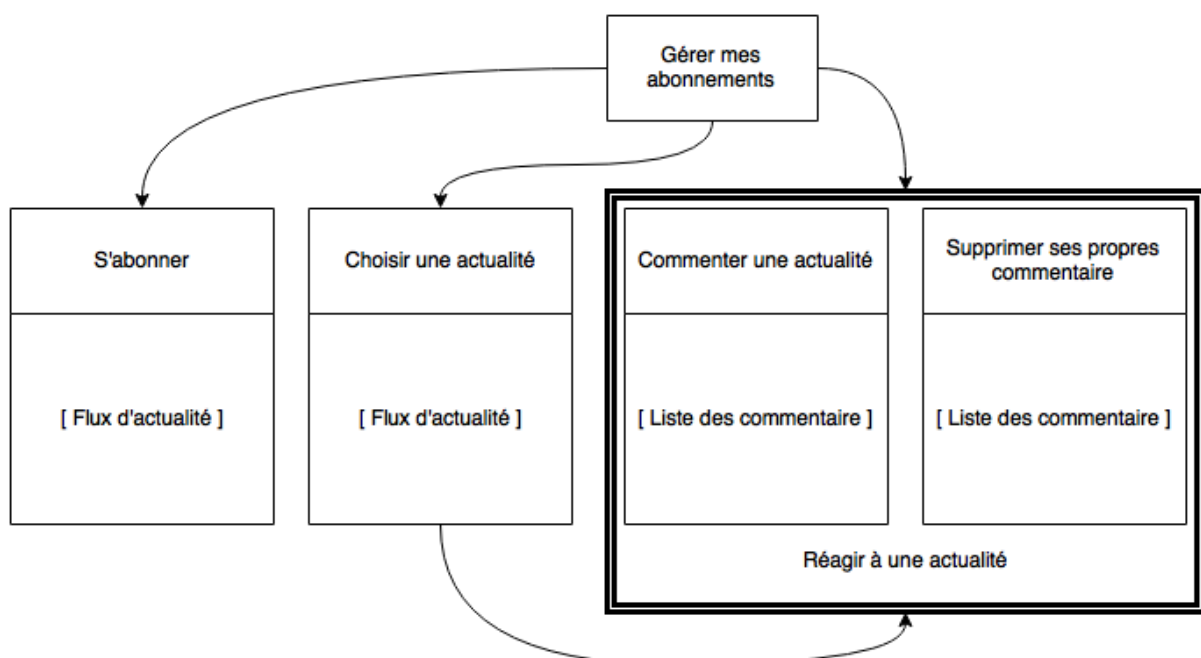 Gérer mes
abonnements
S'abonner
Choisir une actualité
Commenter une actualité
Supprimer ses propres
commentaire
[ Flux d'actualité ]
[ Flux d'actualité ]
[ Liste des commentaire ]
[ Liste des commentaire ]
Réagir à une actualité